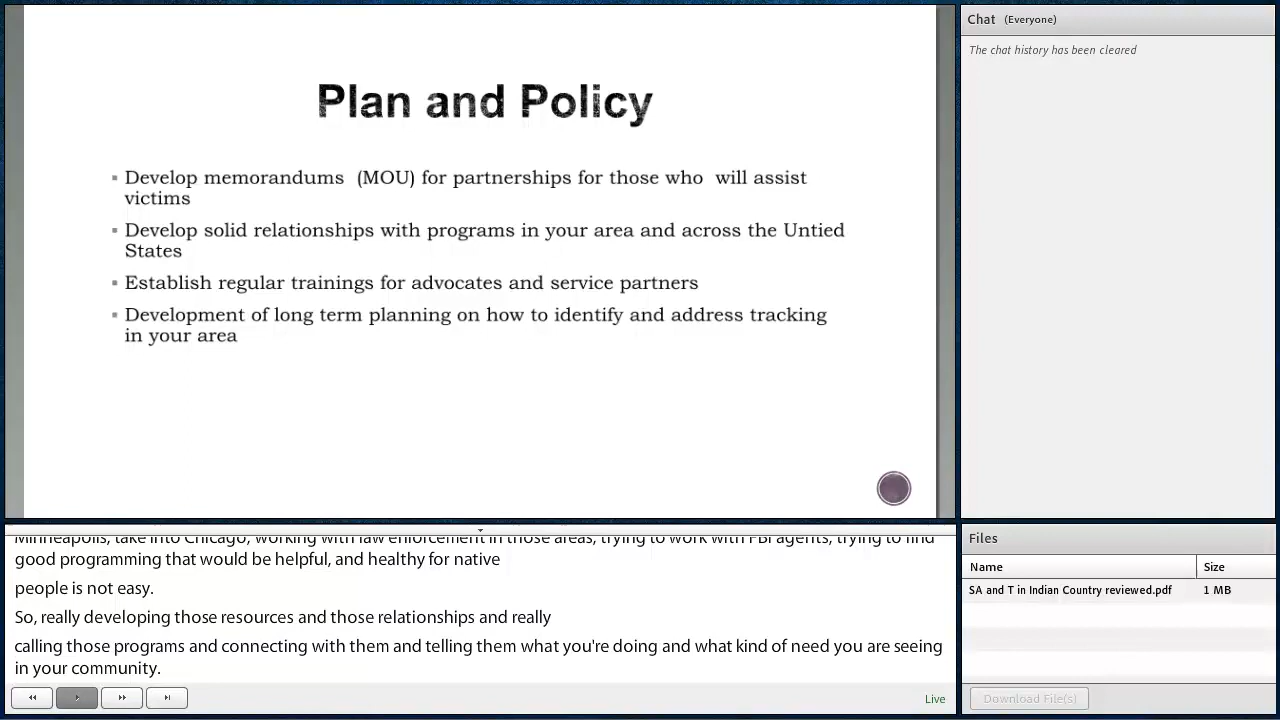 Plan and Policy
▪ Develop memorandums (MOU) for partnerships for those who will assist
victims
▪ Develop solid relationships with programs in your area and across the Untied
States
▪ Establish regular trainings for advocates and service partners
▪ Development of long term planning on how to identify and address tracking
in your area
Minneapolis, take into Chicago, working with law enforcement in those areas, trying to work with FBI agents, trying to find
good programming that would be helpful, and healthy for native
people is not easy.
So, really developing those resources and those relationships and really
calling those programs and connecting with them and telling them what you're doing and what kind of need you are seeing
in your community.
Live
Chat (Everyone)
The chat history has been cleared
Files
Name Size
SA and T in Indian Country reviewed.pdf 1 MB
Download File(s)